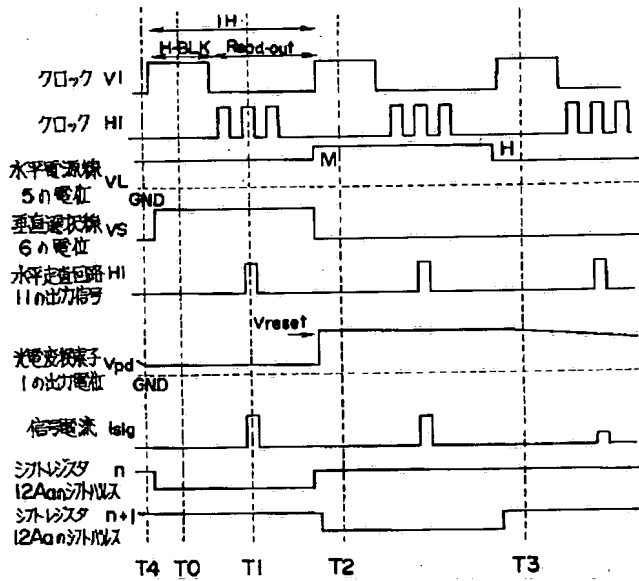 1H
H-BLK Read-out
クロック V1
クロック H1
水平電源線 VL
5の電位
M
H
GND
垂直選択線 VS
6の電位
水平走査回路 H1
11の出力信号
Vreset
光電変換素子 Vpd
1の出力電位
GND
信号電流 Isig
シフトレジスタ n
12Aaのシフトパルス
シフトレジスタ n+1
12Aaのシフトパルス
T4 T0 T1 T2 T3